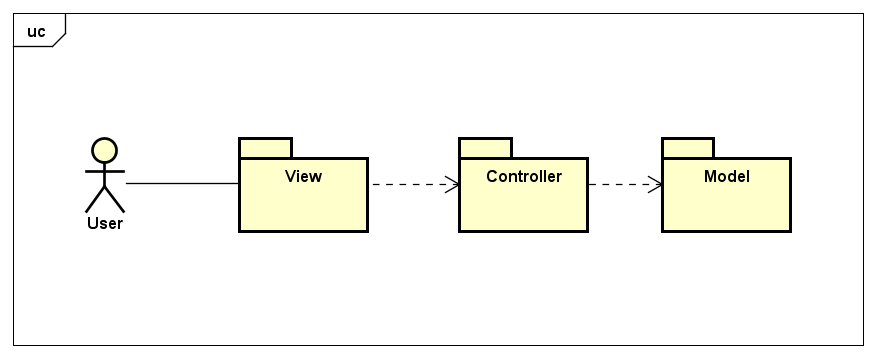 uc
View
Controller
Model
User